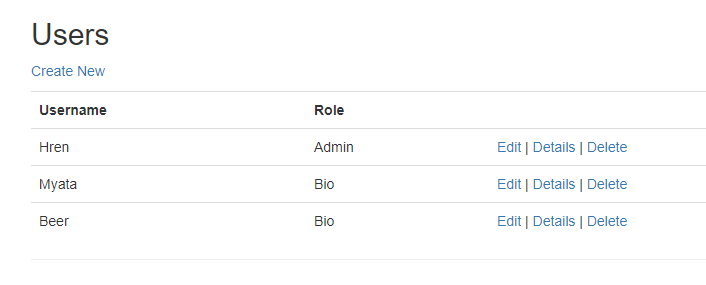 Users
Create New
Username Role
Hren Admin Edit | Details | Delete
Myata Bio Edit | Details | Delete
Beer Bio Edit | Details | Delete